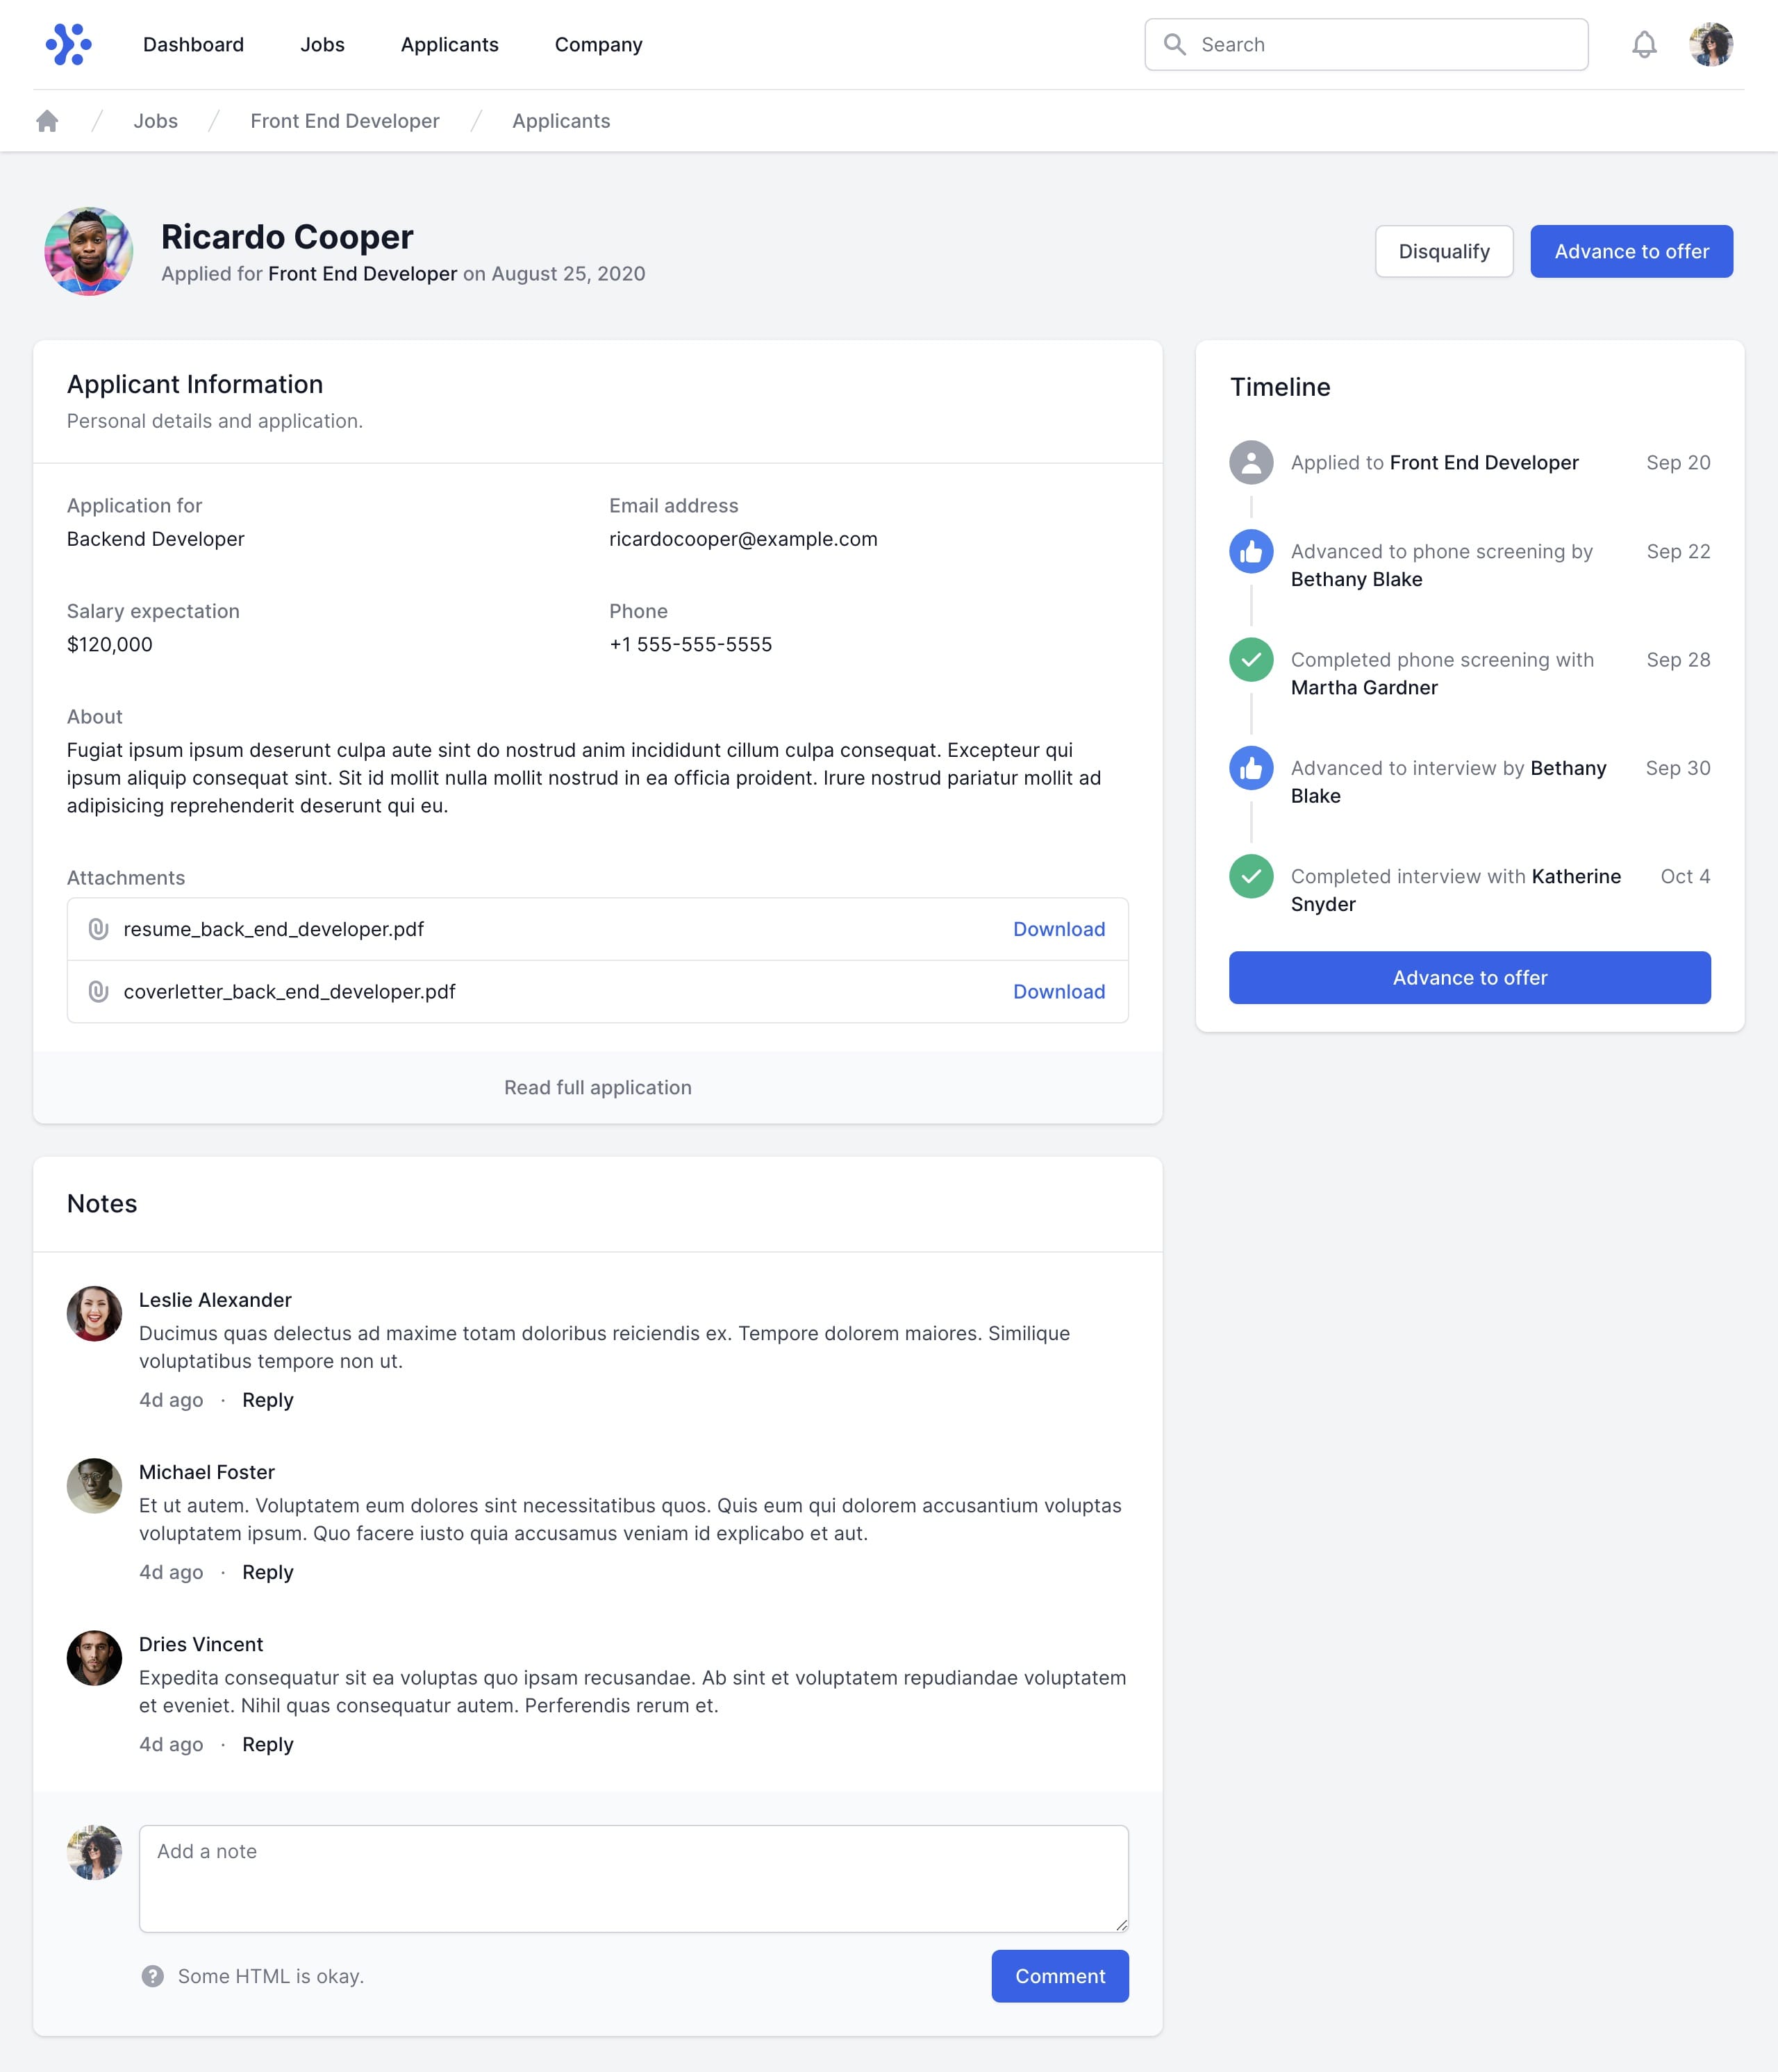 Dashboard
Jobs
Applicants
Company
Search
Jobs
Front End Developer
Applicants
Ricardo Cooper
Applied for Front End Developer on August 25, 2020
Disqualify
Advance to offer
Applicant Information
Personal details and application.
Application for
Backend Developer
Email address
ricardocooper@example.com
Salary expectation
$120,000
Phone
+1 555-555-5555
About
Fugiat ipsum ipsum deserunt culpa aute sint do nostrud anim incididunt cillum culpa consequat. Excepteur qui
ipsum aliquip consequat sint. Sit id mollit nulla mollit nostrud in ea officia proident. Irure nostrud pariatur mollit ad
adipisicing reprehenderit deserunt qui eu.
Attachments
resume_back_end_developer.pdf
Download
coverletter_back_end_developer.pdf
Download
Read full application
Timeline
Applied to Front End Developer
Sep 20
Advanced to phone screening by
Bethany Blake
Sep 22
Completed phone screening with
Martha Gardner
Sep 28
Advanced to interview by Bethany
Blake
Sep 30
Completed interview with Katherine
Snyder
Oct 4
Advance to offer
Notes
Leslie Alexander
Ducimus quas delectus ad maxime totam doloribus reiciendis ex. Tempore dolorem maiores. Similique
voluptatibus tempore non ut.
4d ago · Reply
Michael Foster
Et ut autem. Voluptatem eum dolores sint necessitatibus quos. Quis eum qui dolorem accusantium voluptas
voluptatem ipsum. Quo facere iusto quia accusamus veniam id explicabo et aut.
4d ago · Reply
Dries Vincent
Expedita consequatur sit ea voluptas quo ipsam recusandae. Ab sint et voluptatem repudiandae voluptatem
et eveniet. Nihil quas consequatur autem. Perferendis rerum et.
4d ago · Reply
Add a note
Some HTML is okay.
Comment